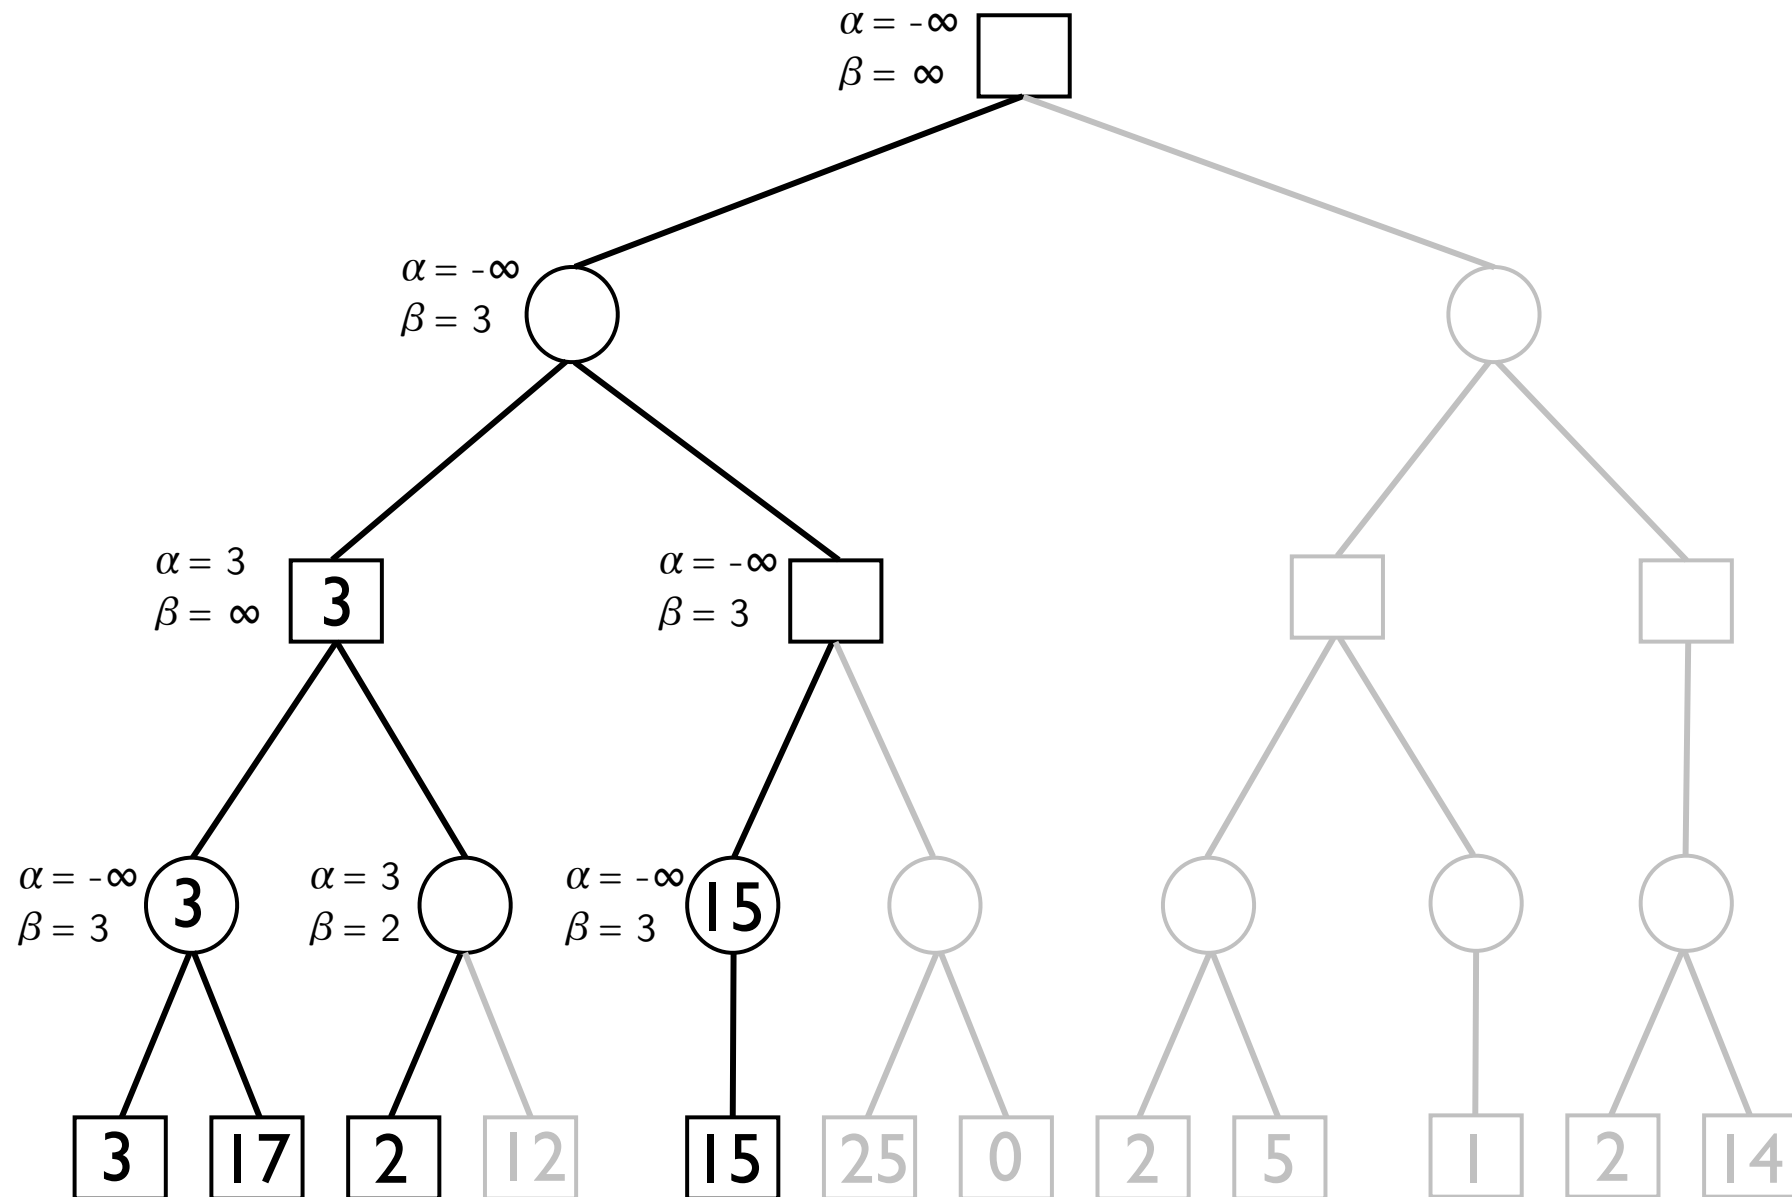 α = -∞
β = ∞
α = -∞
β = 3
α = 3
β = ∞
3
α = -∞
β = 3
α = -∞
β = 3
3
α = 3
β = 2
α = -∞
β = 3
15
3 17 2 12 15 25 0 2 5 1 2 14